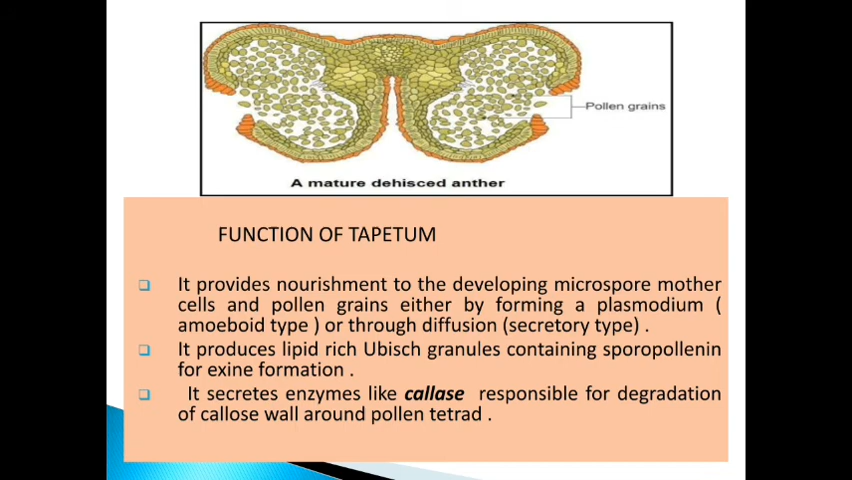 Pollen grains
A mature dehisced anther
FUNCTION OF TAPETUM
It provides nourishment to the developing microspore mother
cells and pollen grains either by forming a plasmodium (
amoeboid type ) or through diffusion (secretory type) .
It produces lipid rich Ubisch granules containing sporopollenin
for exine formation .
It secretes enzymes like callase responsible for degradation
of callose wall around pollen tetrad .